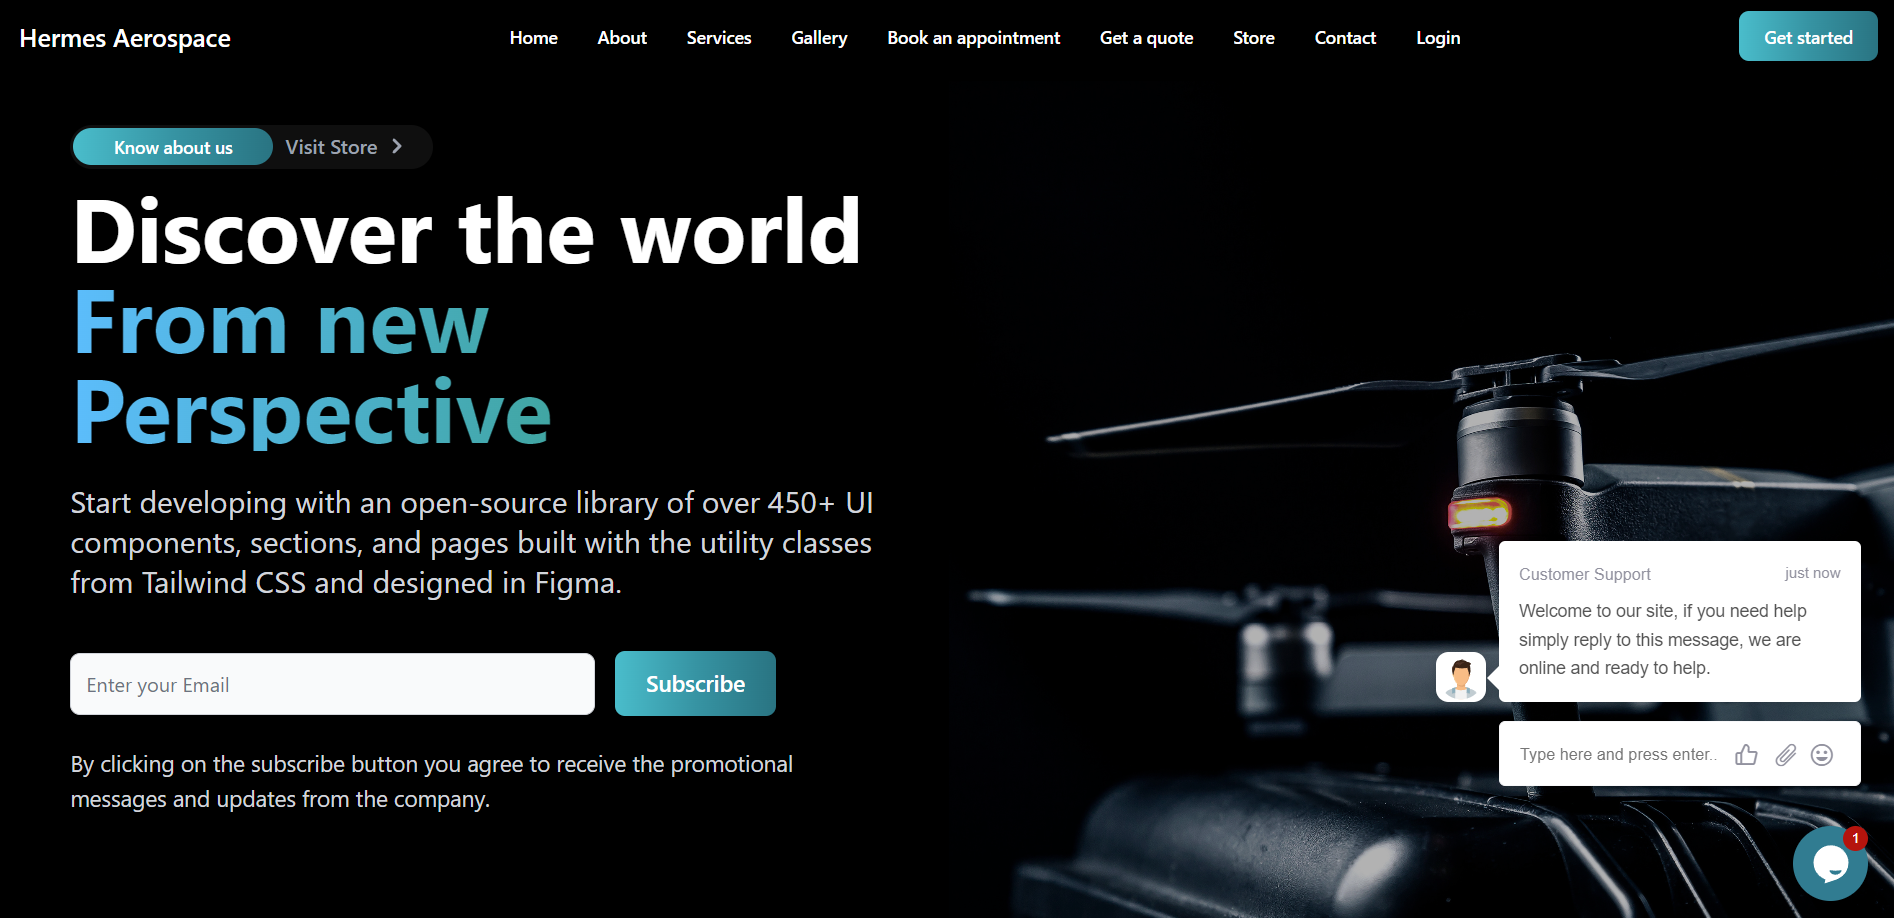 Hermes Aerospace
Home
About
Services
Gallery
Book an appointment
Get a quote
Store
Contact
Login
Get started
Know about us
Visit Store
Discover the world
From new
Perspective
Start developing with an open-source library of over 450+ UI
components, sections, and pages built with the utility classes
from Tailwind CSS and designed in Figma.
Enter your Email
Subscribe
By clicking on the subscribe button you agree to receive the promotional
messages and updates from the company.
Customer Support
just now
Welcome to our site, if you need help
simply reply to this message, we are
online and ready to help.
Type here and press enter..
1